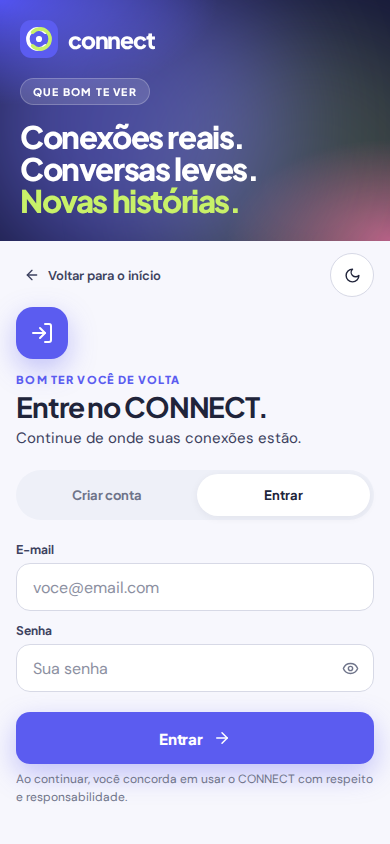 connect
QUE BOM TE VER
Conexões reais.
Conversas leves.
Novas histórias.
Voltar para o início
BOM TER VOCÊ DE VOLTA
Entre no CONNECT.
Continue de onde suas conexões estão.
Criar conta
Entrar
E-mail
voce@email.com
Senha
Sua senha
Entrar
Ao continuar, você concorda em usar o CONNECT com respeito
e responsabilidade.